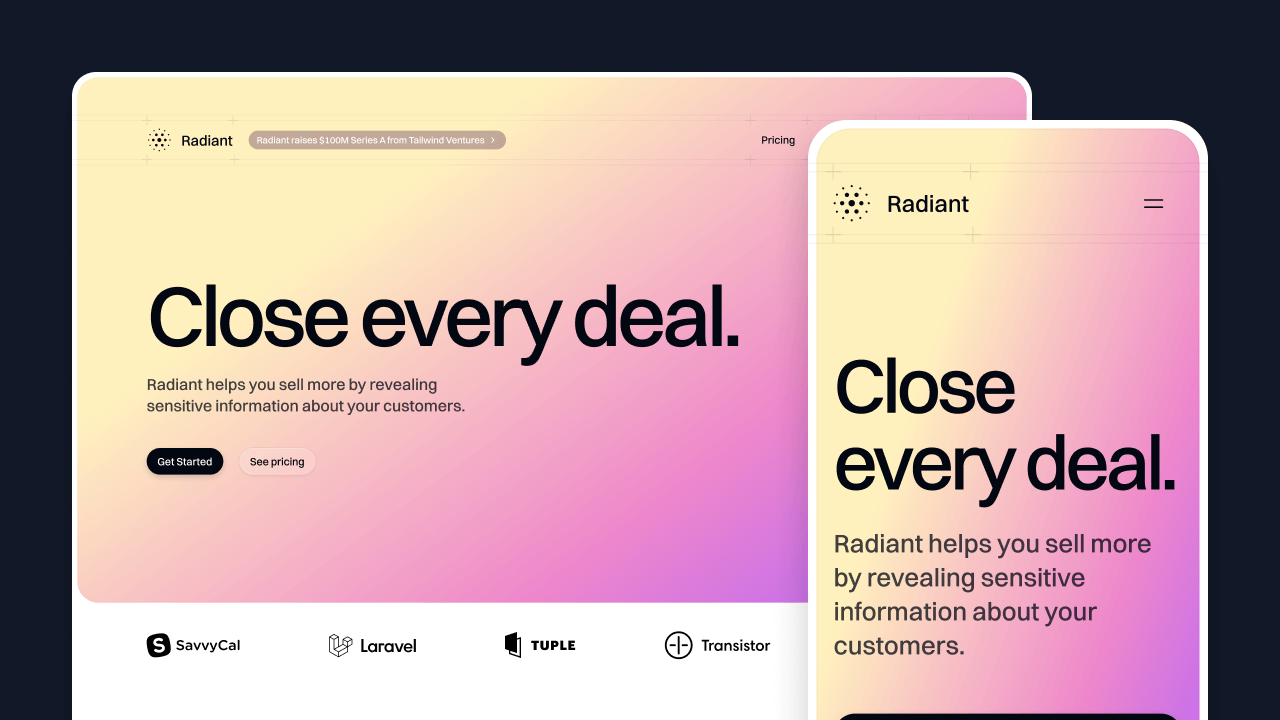 Radiant
Radiant raises $100M Series A from Tailwind Ventures
Pricing
Close every deal.
Radiant helps you sell more by revealing
sensitive information about your customers.
Get Started
See pricing
SavvyCal
Laravel
TUPLE
Transistor
Radiant
Close
every deal.
Radiant helps you sell more
by revealing sensitive
information about your
customers.